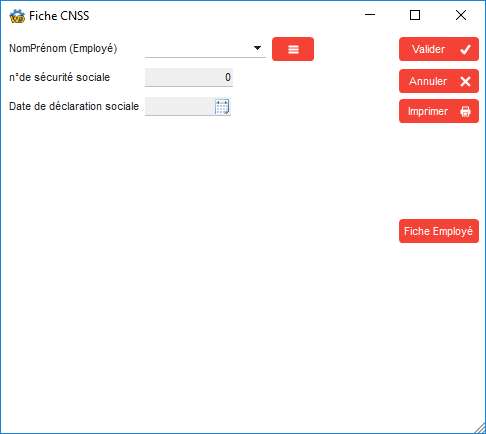 Fiche CNSS
NomPrénom (Employé)
Valider
n°de sécurité sociale 0
Annuler
Date de déclaration sociale
Imprimer
Fiche Employé